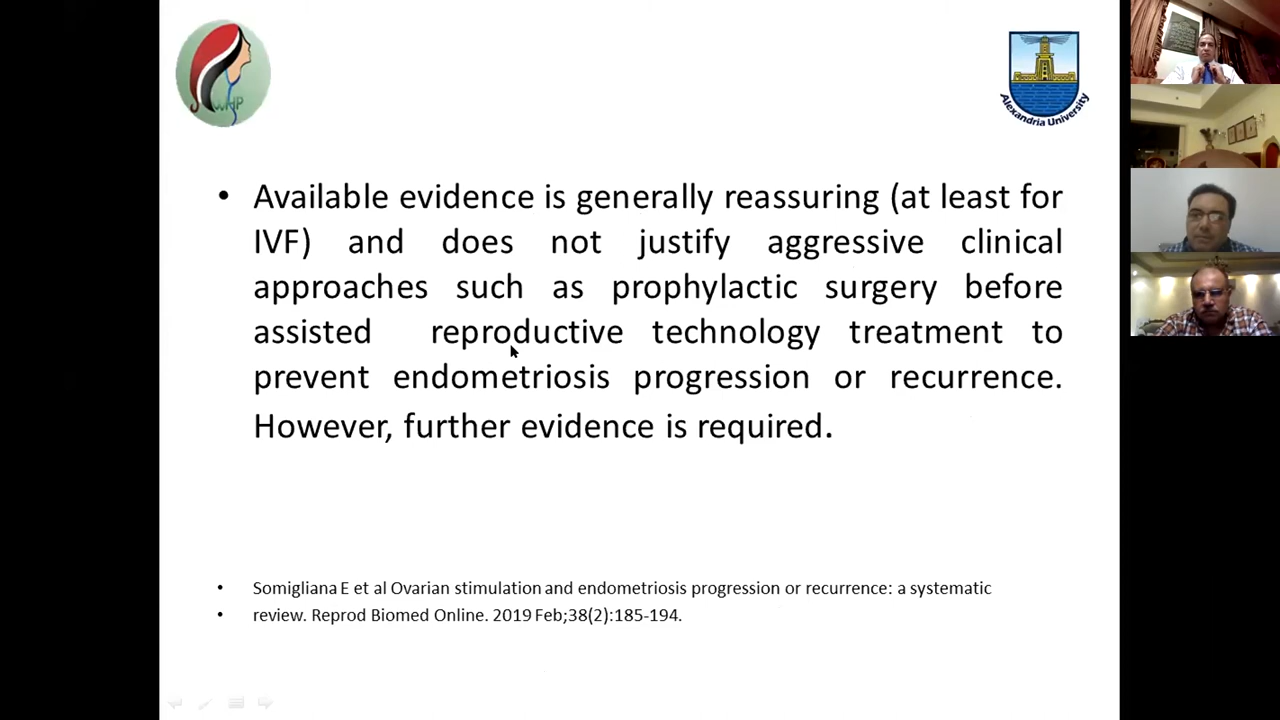 WHP
Alexandria University
• Available evidence is generally reassuring (at least for
IVF) and does not justify aggressive clinical
approaches such as prophylactic surgery before
assisted reproductive technology treatment to
prevent endometriosis progression or recurrence.
However, further evidence is required.
• Somigliana E et al Ovarian stimulation and endometriosis progression or recurrence: a systematic
• review. Reprod Biomed Online. 2019 Feb;38(2):185-194.